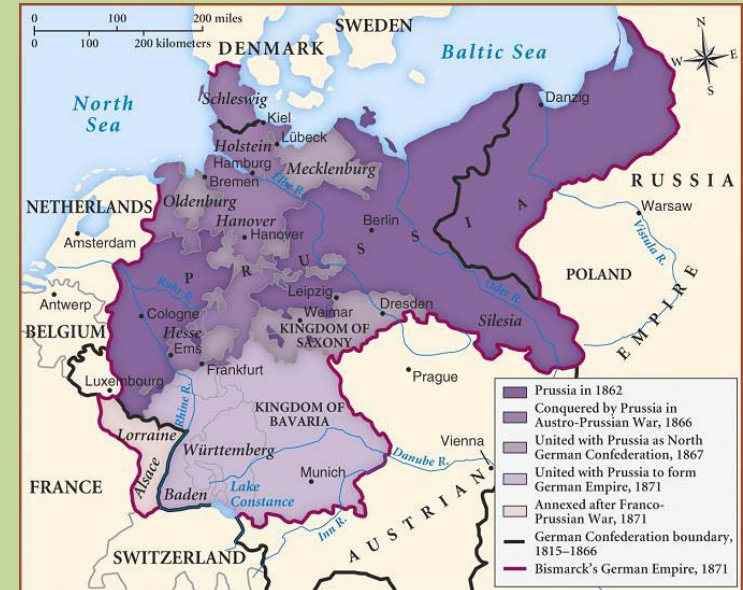 0 100 200 miles
0 100 200 kilometers
SWEDEN
DENMARK
Baltic Sea
N
W E
S
North
Sea
Schleswig
Kiel
Danzig
Holstein
Lübeck
Hamburg
Mecklenburg
Bremen
Elbe R.
Oldenburg
RUSSIA
NETHERLANDS
Hanover
Hanover
Berlin
Warsaw
Amsterdam
Vistula R.
PRUSSIA
POLAND
Ruhr R.
Oder R.
Antwerp
Leipzig
Dresden
Cologne
Weimar
Silesia
BELGIUM
Hesse
KINGDOM OF
SAXONY
EMPIRE
Ems
Frankfurt
Prague
Luxembourg
Rhine R.
KINGDOM OF
BAVARIA
Lorraine
Württemberg
Vienna
Danube R.
Alsace
FRANCE
Munich
Baden
Lake
Constance
Inn R.
AUSTRIAN
SWITZERLAND
Prussia in 1862
Conquered by Prussia in
Austro-Prussian War, 1866
United with Prussia as North
German Confederation, 1867
United with Prussia to form
German Empire, 1871
Annexed after Franco-
Prussian War, 1871
German Confederation boundary,
1815–1866
Bismarck's German Empire, 1871